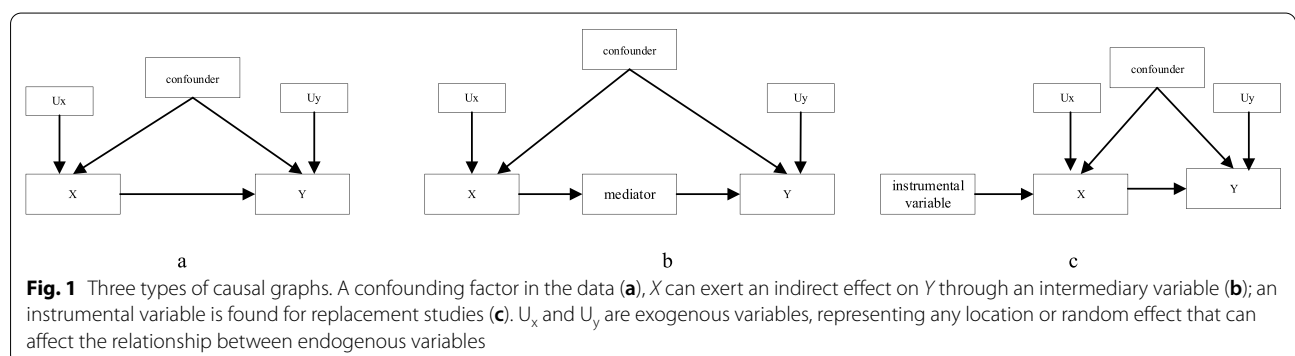 confounder
Ux
Uy
X
Y
a
confounder
Ux
Uy
X
mediator
Y
b
confounder
Ux
Uy
instrumental
variable
X
Y
c
Fig. 1 Three types of causal graphs. A confounding factor in the data (a), X can exert an indirect effect on Y through an intermediary variable (b); an
instrumental variable is found for replacement studies (c). Ux and Uy are exogenous variables, representing any location or random effect that can
affect the relationship between endogenous variables